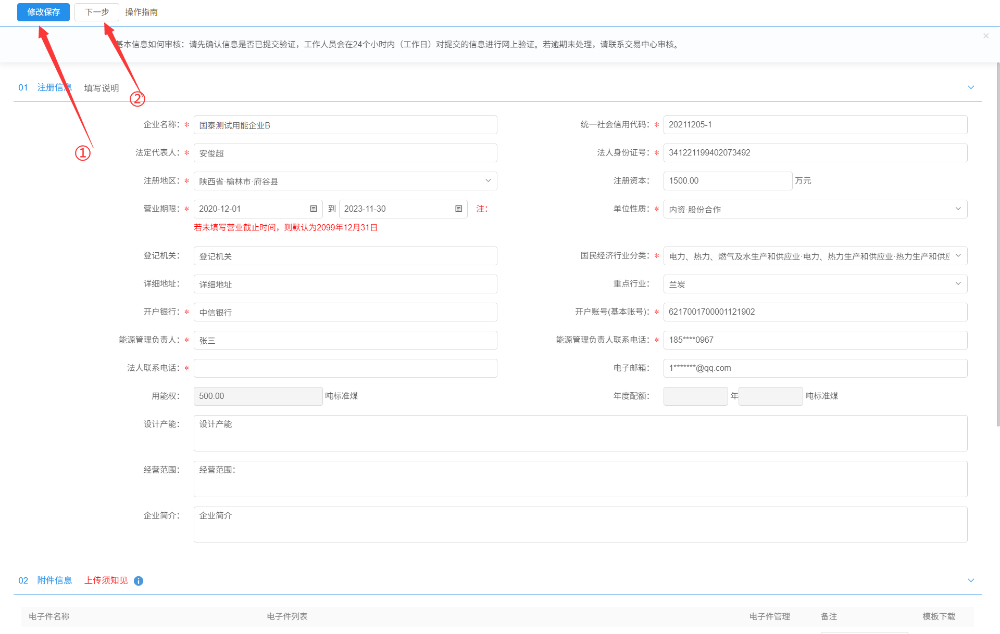 修改保存 下一步 操作指南
基本信息如何审核：请先确认信息是否已提交验证，工作人员会在24个小时内（工作日）对提交的信息进行网上验证。若逾期未处理，请联系交易中心审核。
01 注册信息 填写说明
②
①
企业名称：* 国泰测试用能企业B 统一社会信用代码：* 20211205-1
法定代表人：* 安俊超 法人身份证号：* 341221199402073492
注册地区：* 陕西省·榆林市·府谷县 注册资本： 1500.00 万元
营业期限：* 2020-12-01 到 2023-11-30 注： 单位性质：* 内资·股份合作
若未填写营业截止时间，则默认为2099年12月31日
登记机关： 登记机关 国民经济行业分类：* 电力、热力、燃气及水生产和供应业·电力、热力生产和供应业·热力生产和供应
详细地址： 详细地址 重点行业： 兰炭
开户银行：* 中信银行 开户账号(基本账号)：* 6217001700001121902
能源管理负责人：* 张三 能源管理负责人联系电话：* 185****0967
法人联系电话：* 电子邮箱： 1*******@qq.com
用能权： 500.00 吨标准煤 年度配额： 年 吨标准煤
设计产能： 设计产能
经营范围： 经营范围：
企业简介： 企业简介
02 附件信息 上传须知见
电子件名称 电子件列表 电子件管理 备注 模板下载